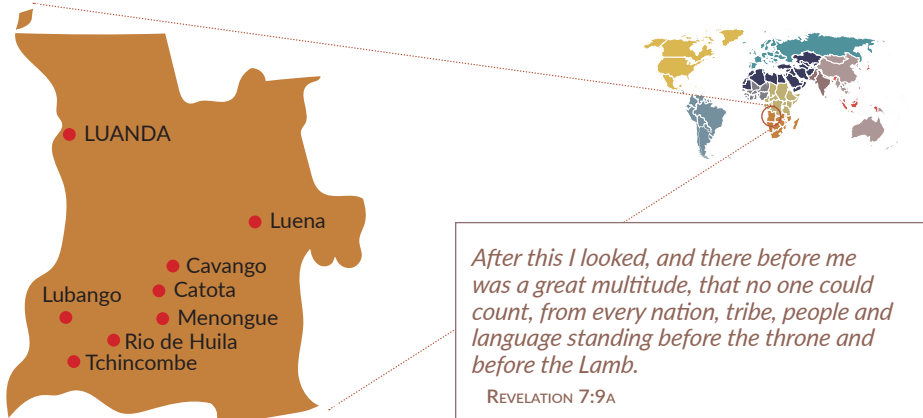 LUANDA
Luena
Cavango
Catota
Lubango
Menongue
Rio de Huila
Tchincombe
After this I looked, and there before me
was a great multitude, that no one could
count, from every nation, tribe, people and
language standing before the throne and
before the Lamb.
REVELATION 7:9A